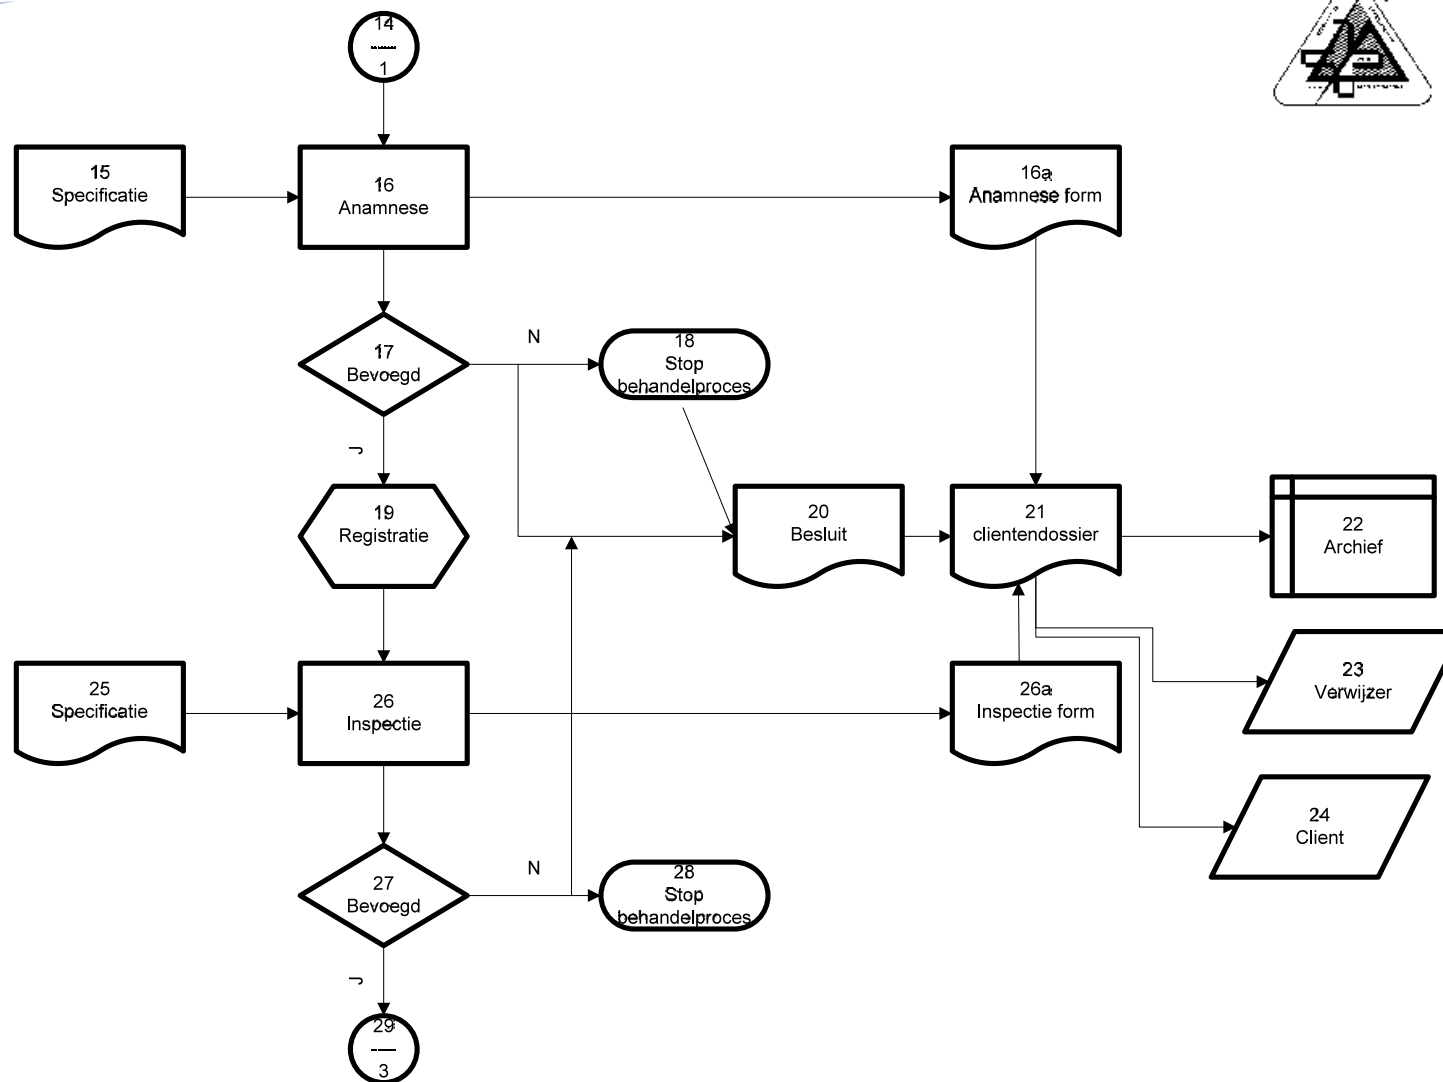 14
1
15
Specificatie
16
Anamnese
16a
Anamnese form
17
Bevoegd
N
18
Stop
behandelproces
J
19
Registratie
20
Besluit
21
clientendossier
22
Archief
25
Specificatie
26
Inspectie
26a
Inspectie form
23
Verwijzer
24
Client
27
Bevoegd
N
28
Stop
behandelproces
J
29
3